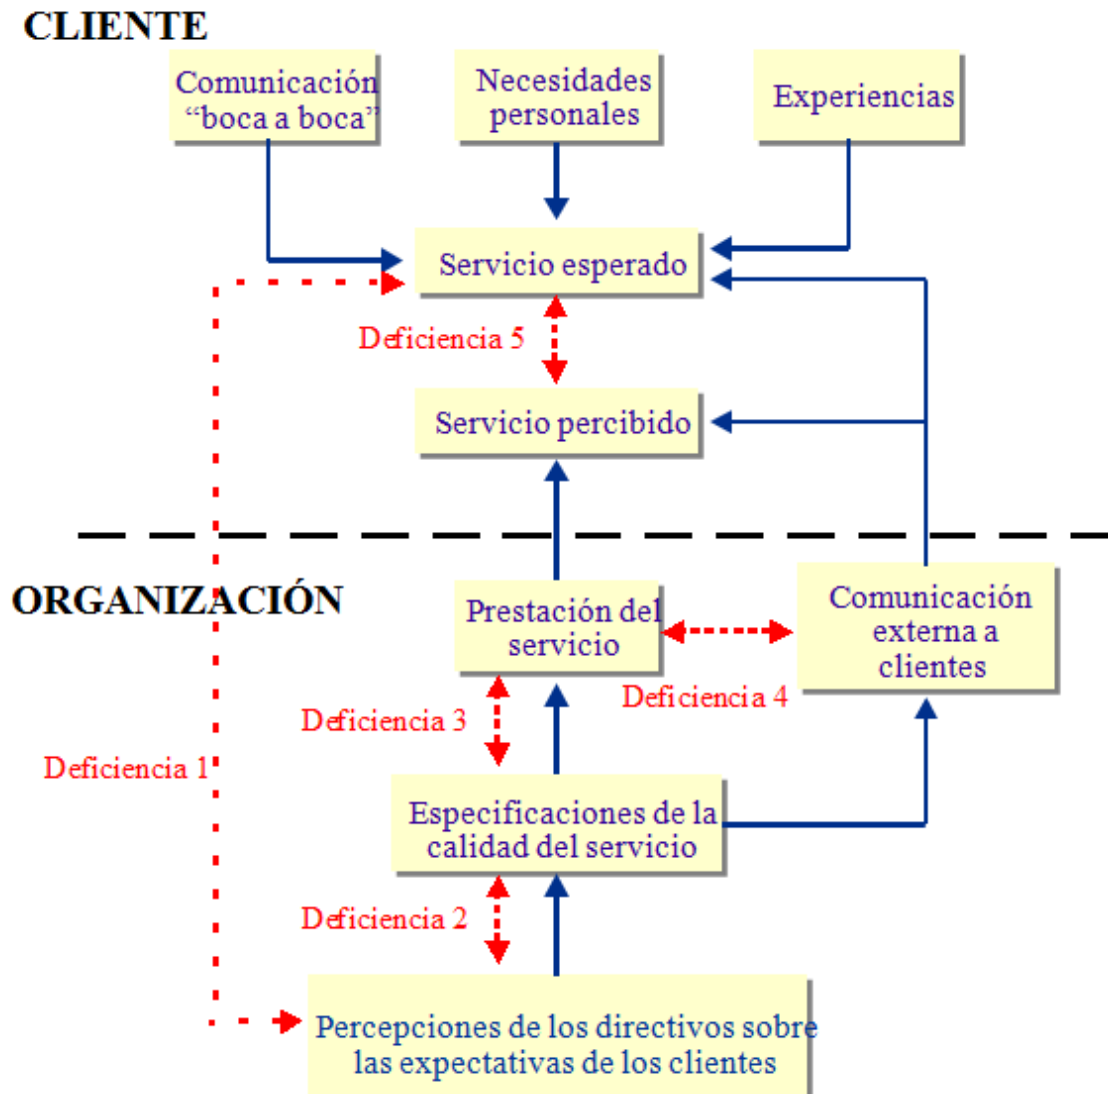 CLIENTE
Comunicación
“boca a boca”
Necesidades
personales
Experiencias
Servicio esperado
Deficiencia 5
Servicio percibido
ORGANIZACIÓN
Prestación del
servicio
Comunicación
externa a
clientes
Deficiencia 4
Deficiencia 3
Deficiencia 1
Especificaciones de la
calidad del servicio
Deficiencia 2
Percepciones de los directivos sobre
las expectativas de los clientes